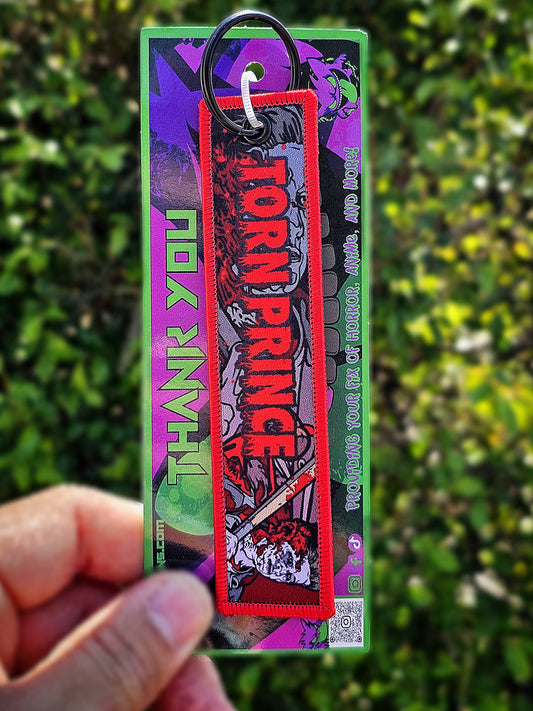 THANK YOU
TORN PRINCE
PROVIDING YOUR FIX OF HORROR, ANIME, AND MORE!